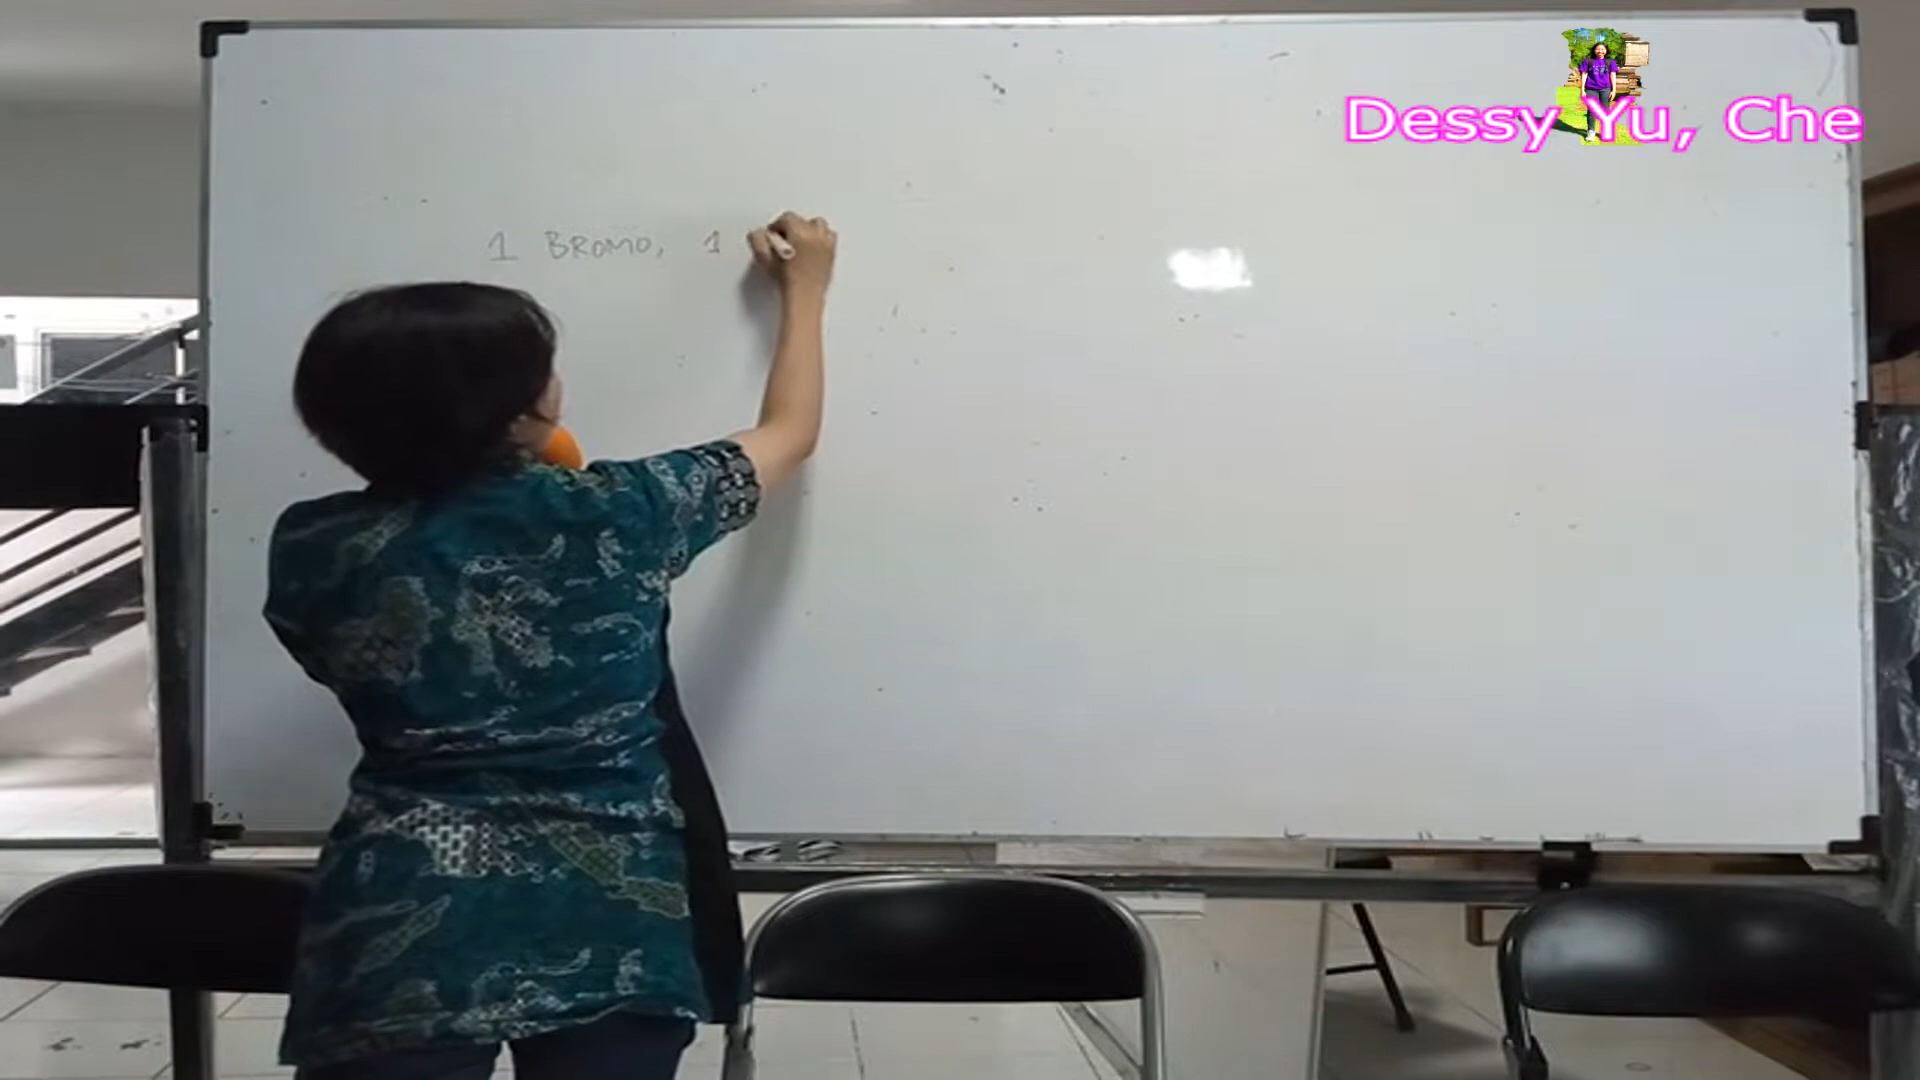 Dessy Yu, Che
1 BROMO, 1